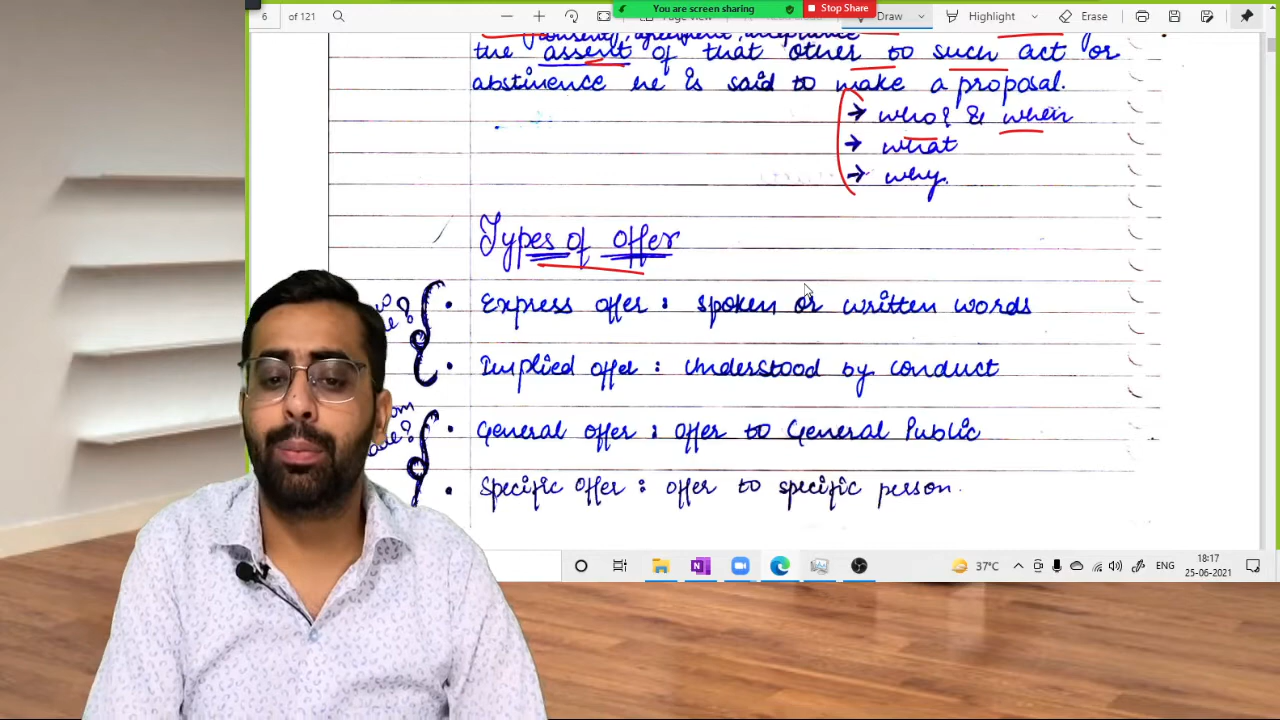 You are screen sharing
Stop Share
6 of 121
Page view
Draw
Highlight
Erase
the assent of that other to such act or
abstinence he is said to make a proposal.
→ who? & when
→ what
→ why.
Types of offer
• Express offer : spoken or written words
• Implied offer : Understood by conduct
• General offer : offer to General Public
• Specific offer : offer to specific person.
37°C
ENG
18:17
25-06-2021